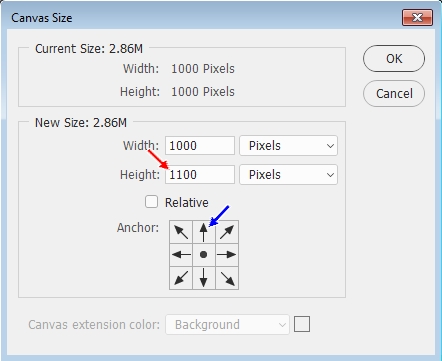 Canvas Size
Current Size: 2.86M
Width: 1000 Pixels
Height: 1000 Pixels
OK
Cancel
New Size: 2.86M
Width: 1000 Pixels
Height: 1100 Pixels
Relative
Anchor:
Canvas extension color: Background